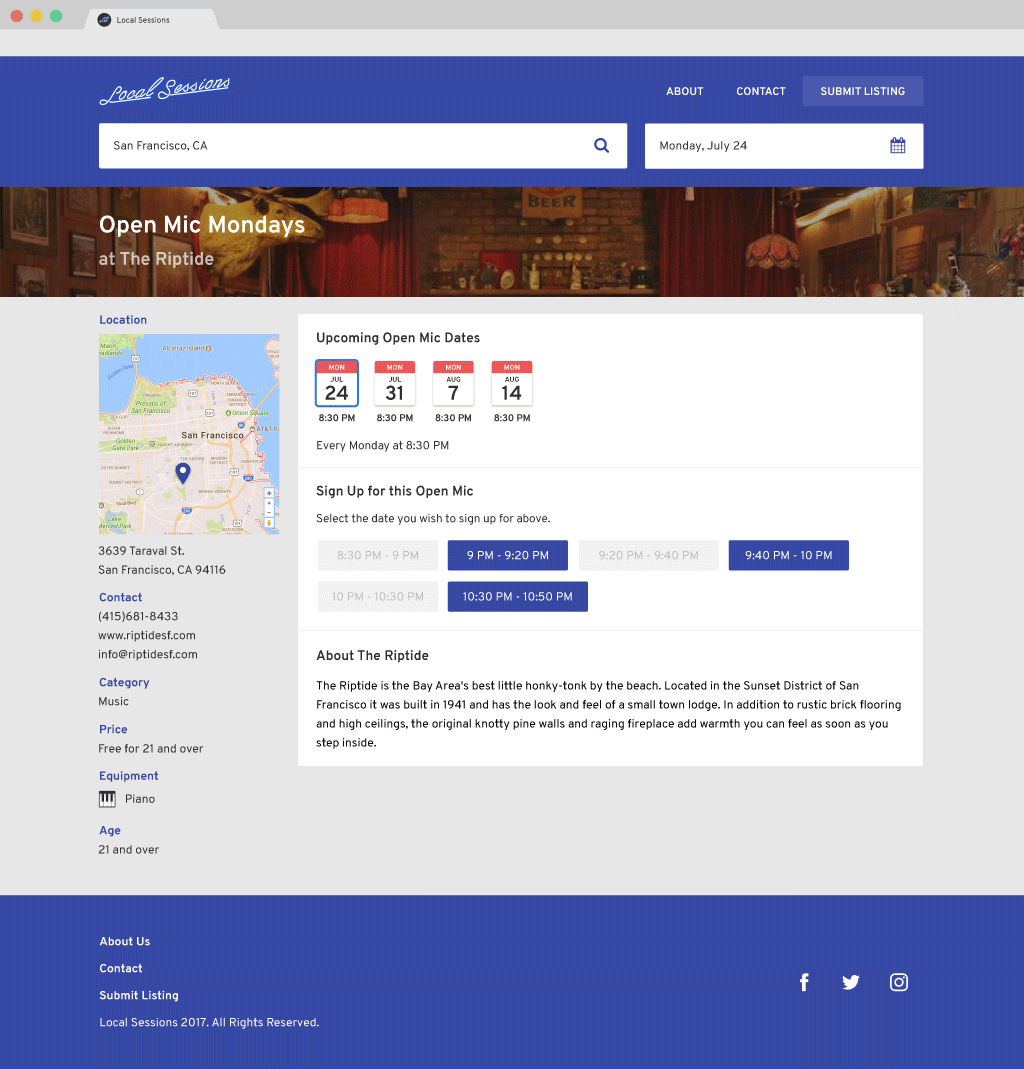 Local Sessions
Local Sessions
ABOUT
CONTACT
SUBMIT LISTING
San Francisco, CA
Monday, July 24
BEER
Open Mic Mondays
at The Riptide
Location
Alcatraz Island
NORTH BEACH
Presidio of
San Francisco
Union Square
AT&T P
San Francisco
Golden
Gate Park
OUTER SUNSET
SUNSET DISTRICT
MISSION
DISTRICT
BERNAL HEIGHTS
Lake
Merced Park
3639 Taraval St.
San Francisco, CA 94116
Contact
(415)681-8433
www.riptidesf.com
info@riptidesf.com
Category
Music
Price
Free for 21 and over
Equipment
Piano
Age
21 and over
Upcoming Open Mic Dates
MON MON MON MON
JUL JUL AUG AUG
24 31 7 14
8:30 PM 8:30 PM 8:30 PM 8:30 PM
Every Monday at 8:30 PM
Sign Up for this Open Mic
Select the date you wish to sign up for above.
8:30 PM - 9 PM
9 PM - 9:20 PM
9:20 PM - 9:40 PM
9:40 PM - 10 PM
10 PM - 10:30 PM
10:30 PM - 10:50 PM
About The Riptide
The Riptide is the Bay Area's best little honky-tonk by the beach. Located in the Sunset District of San
Francisco it was built in 1941 and has the look and feel of a small town lodge. In addition to rustic brick flooring
and high ceilings, the original knotty pine walls and raging fireplace add warmth you can feel as soon as you
step inside.
About Us
Contact
Submit Listing
Local Sessions 2017. All Rights Reserved.